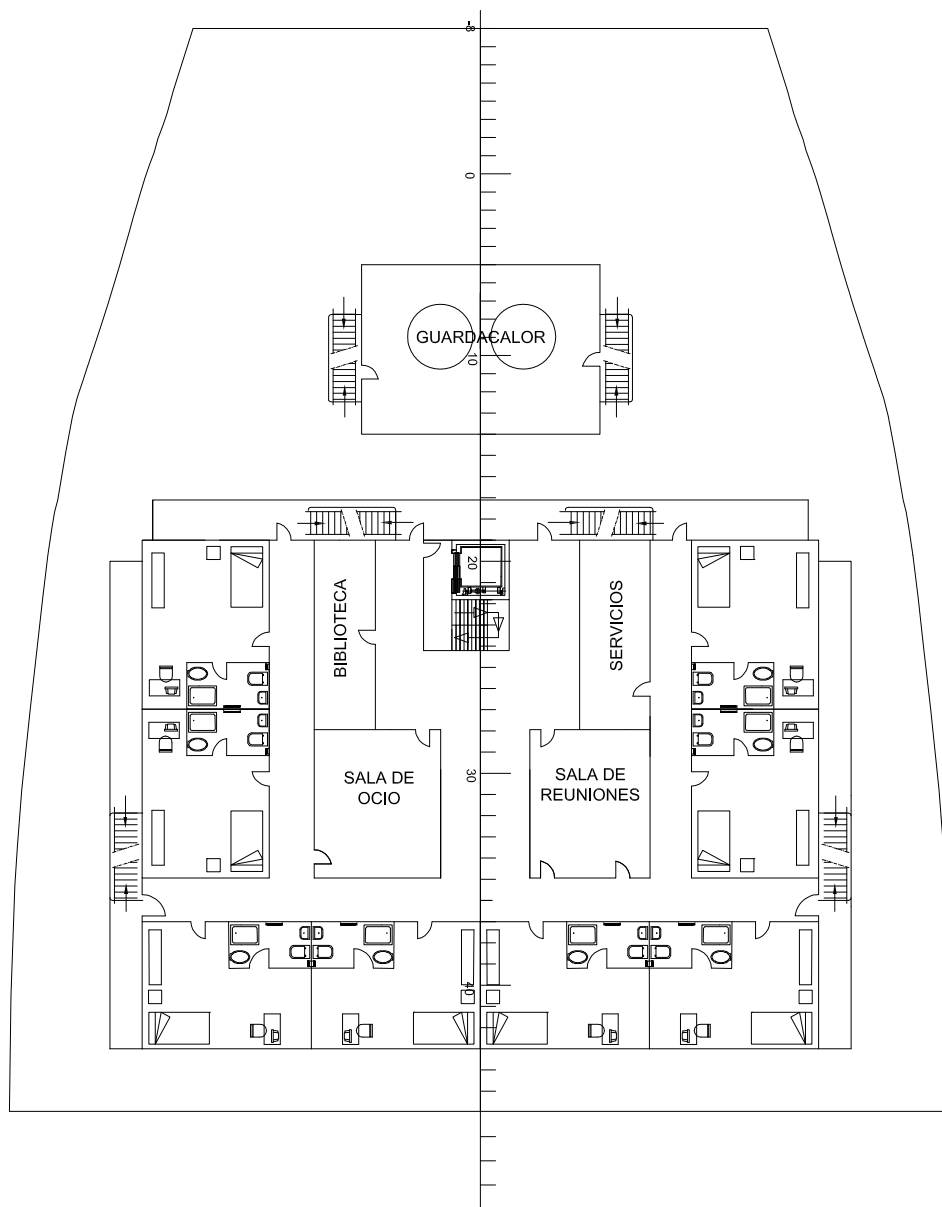 -8
0
GUARDACALOR
10
20
BIBLIOTECA
SERVICIOS
SALA DE
OCIO
30
SALA DE
REUNIONES
40